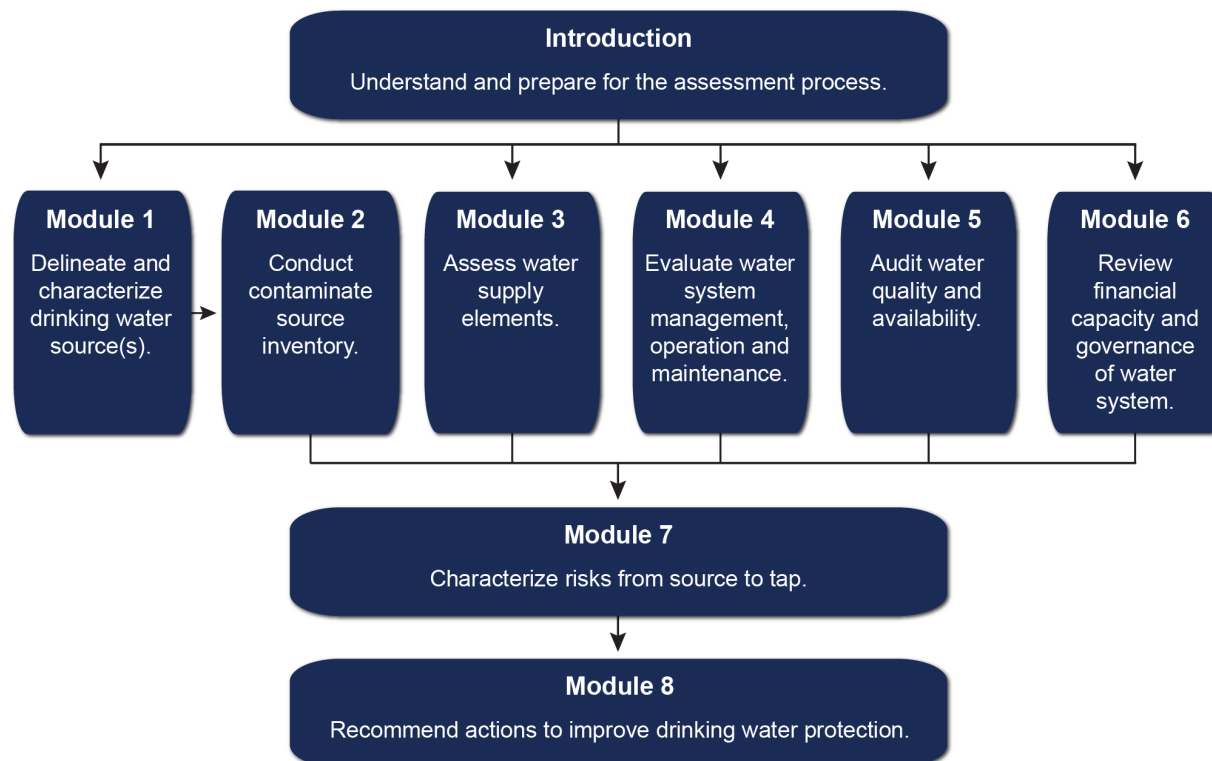 Introduction
Understand and prepare for the assessment process.
Module 1
Delineate and
characterize
drinking water
source(s).
Module 2
Conduct
contaminate
source
inventory.
Module 3
Assess water
supply
elements.
Module 4
Evaluate water
system
management,
operation and
maintenance.
Module 5
Audit water
quality and
availability.
Module 6
Review
financial
capacity and
governance
of water
system.
Module 7
Characterize risks from source to tap.
Module 8
Recommend actions to improve drinking water protection.